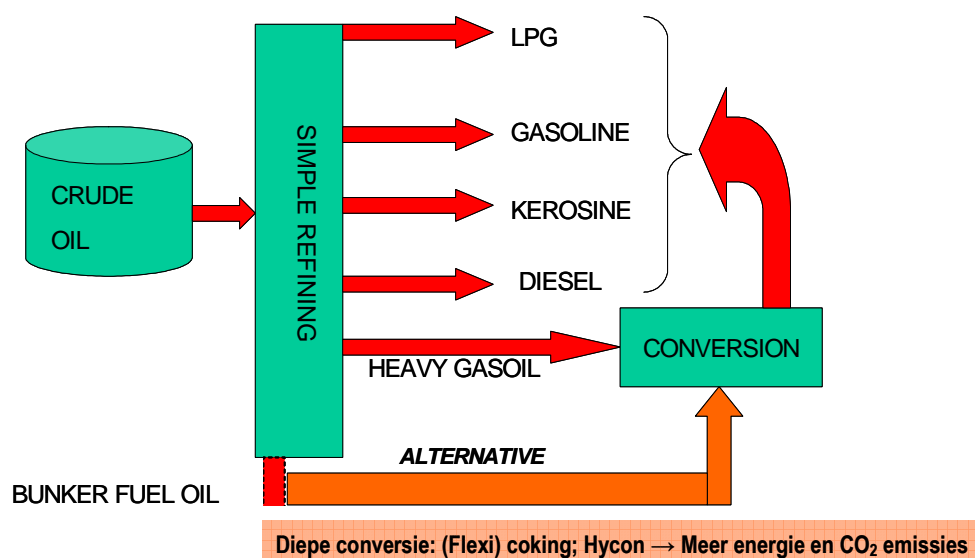 LPG
GASOLINE
KEROSINE
DIESEL
CRUDE
OIL
SIMPLE REFINING
HEAVY GASOIL
CONVERSION
ALTERNATIVE
BUNKER FUEL OIL
Diepe conversie: (Flexi) coking; Hycon → Meer energie en CO₂ emissies